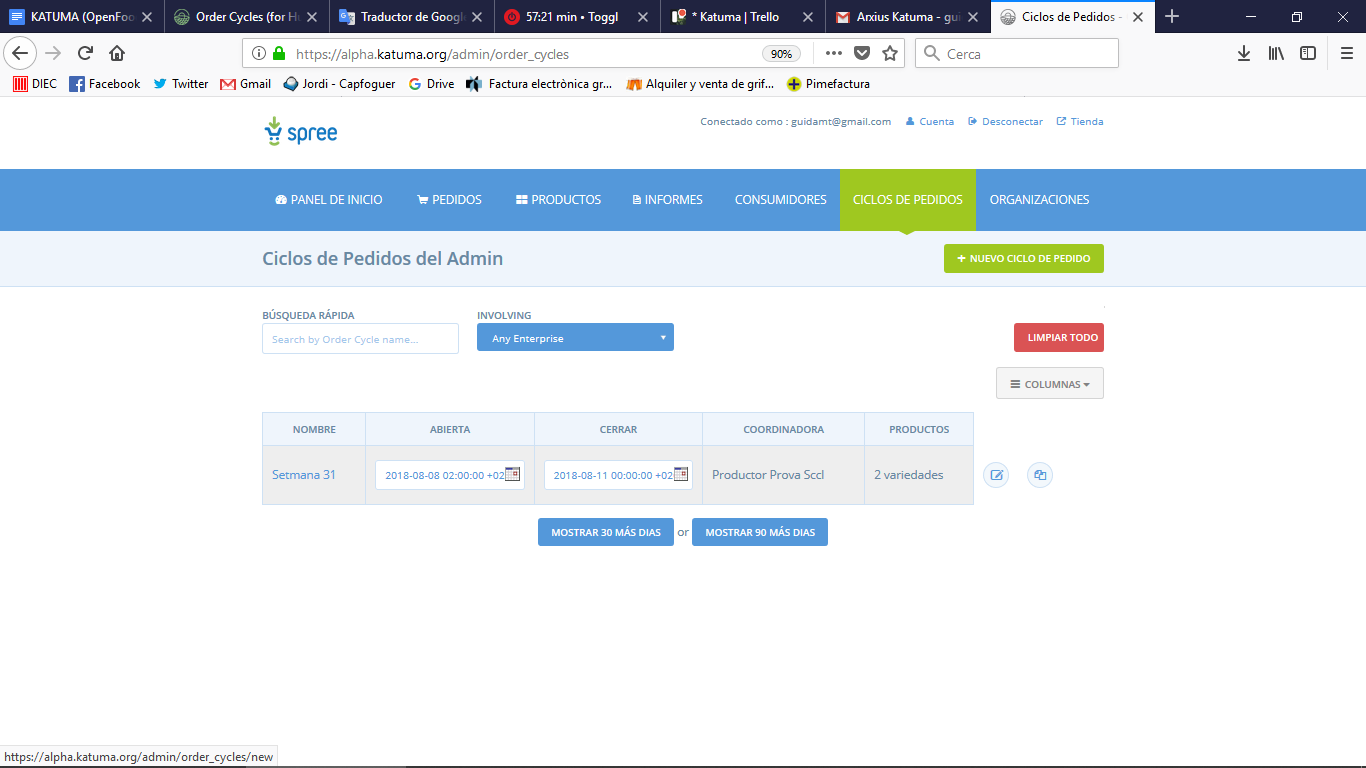 KATUMA (OpenFoo
Order Cycles (for Hu
Traductor de Google
57:21 min • Toggl
* Katuma | Trello
Arxius Katuma - gui
Ciclos de Pedidos -
https://alpha.katuma.org/admin/order_cycles
90%
Cerca
DIEC
Facebook
Twitter
Gmail
Jordi - Capfoguer
Drive
Factura electrònica gr...
Alquiler y venta de grif...
Pimefactura
spree
Conectado como : guidamt@gmail.com
Cuenta
Desconectar
Tienda
PANEL DE INICIO
PEDIDOS
PRODUCTOS
INFORMES
CONSUMIDORES
CICLOS DE PEDIDOS
ORGANIZACIONES
Ciclos de Pedidos del Admin
+ NUEVO CICLO DE PEDIDO
BÚSQUEDA RÁPIDA
INVOLVING
Search by Order Cycle name...
Any Enterprise
LIMPIAR TODO
COLUMNAS
NOMBRE
ABIERTA
CERRAR
COORDINADORA
PRODUCTOS
Setmana 31
2018-08-08 02:00:00 +02
2018-08-11 00:00:00 +02
Productor Prova Sccl
2 variedades
MOSTRAR 30 MÁS DIAS or MOSTRAR 90 MÁS DIAS
https://alpha.katuma.org/admin/order_cycles/new